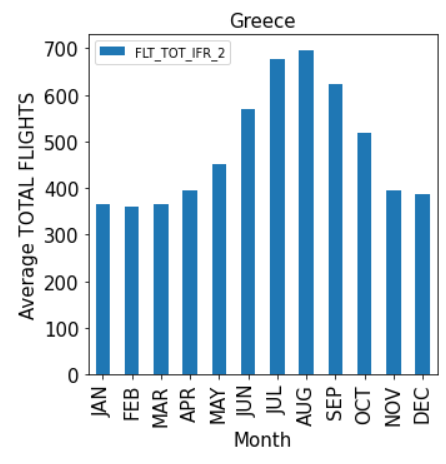 Greece
FLT_TOT_IFR_2
Average TOTAL FLIGHTS
700
600
500
400
300
200
100
0
JAN
FEB
MAR
APR
MAY
JUN
JUL
AUG
SEP
OCT
NOV
DEC
Month